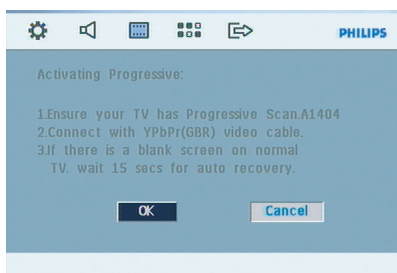 PHILIPS
Activating Progressive:
1.Ensure your TV has Progressive Scan.A1404
2.Connect with YPbPr(GBR) video cable.
3.If there is a blank screen on normal
TV. wait 15 secs for auto recovery.
OK Cancel